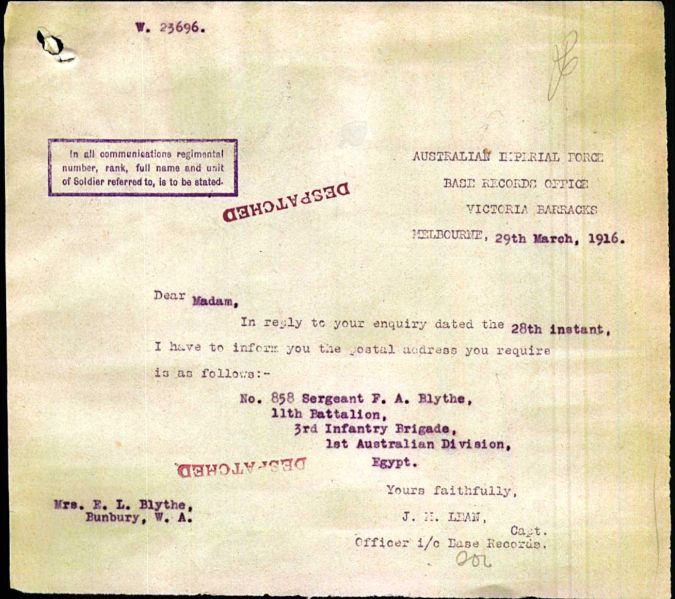 W. 23696.
In all communications regimental
number, rank, full name and unit
of Soldier referred to, is to be stated.
DESPATCHED
AUSTRALIAN IMPERIAL FORCE
BASE RECORDS OFFICE
VICTORIA BARRACKS
MELBOURNE, 29th March, 1916.
Dear Madam,
In reply to your enquiry dated the 28th instant,
I have to inform you the postal address you require
is as follows:-
No. 858 Sergeant F. A. Blythe,
11th Battalion,
3rd Infantry Brigade,
1st Australian Division,
Egypt.
DESPATCHED
Yours faithfully,
J. M. LEAN,
Capt.
Officer i/c Base Records.
Mrs. E. L. Blythe,
Bunbury, W. A.